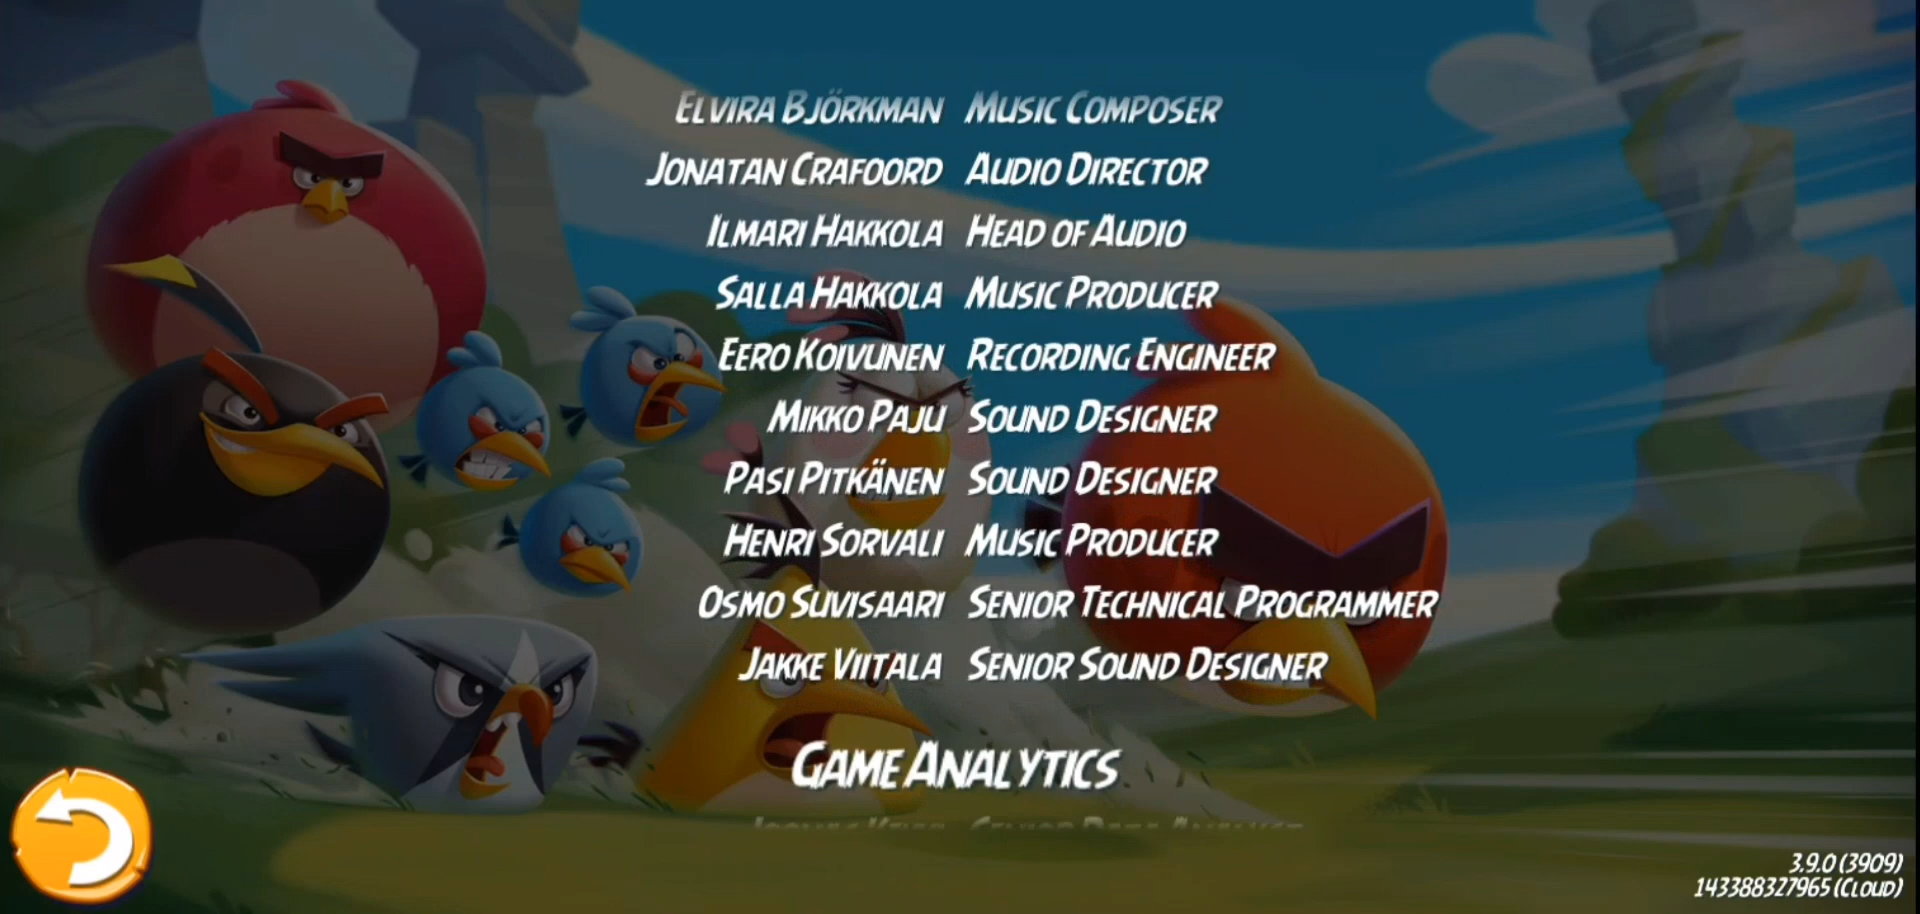 Elvira Björkman Music Composer
Jonatan Crafoord Audio Director
Ilmari Hakkola Head of Audio
Salla Hakkola Music Producer
Eero Koivunen Recording Engineer
Mikko Paju Sound Designer
Pasi Pitkänen Sound Designer
Henri Sorvali Music Producer
Osmo Suvisaari Senior Technical Programmer
Jakke Viitala Senior Sound Designer
Game Analytics
3.9.0 (3909)
143388327965 (Cloud)